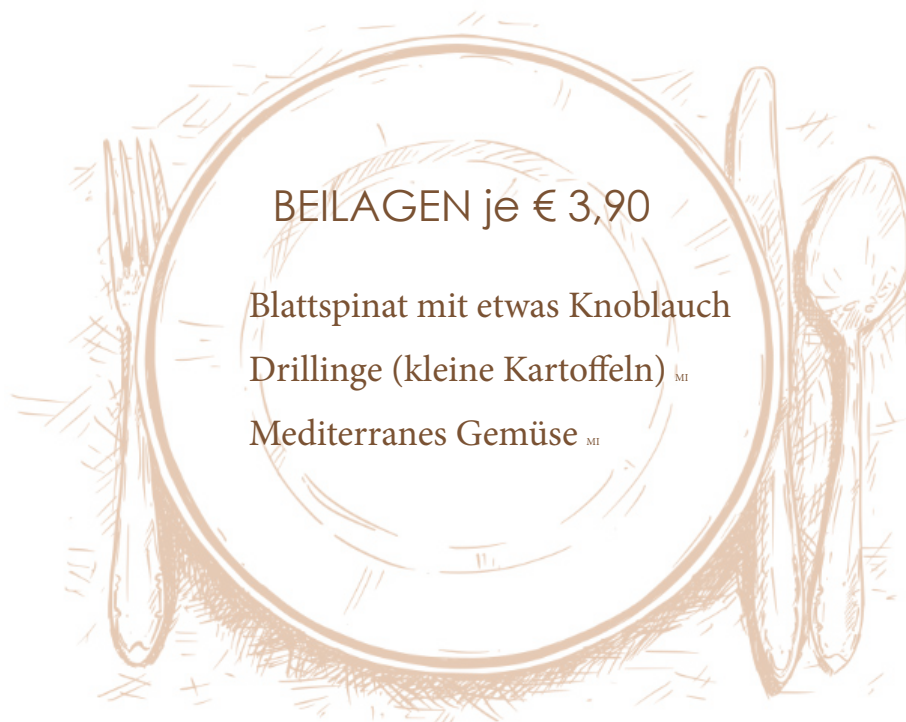 BEILAGEN je € 3,90
Blattspinat mit etwas Knoblauch
Drillinge (kleine Kartoffeln) MI
Mediterranes Gemüse MI